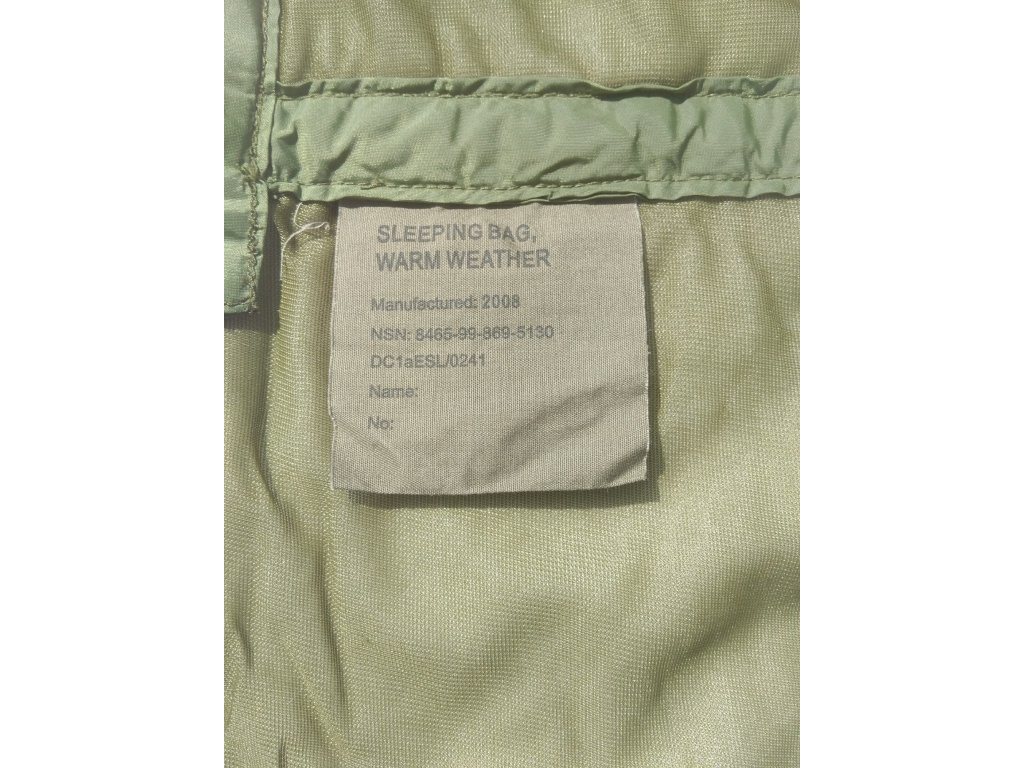 SLEEPING BAG,
WARM WEATHER
Manufactured: 2008
NSN: 8465-99-869-5130
DC1aESL/0241
Name:
No: